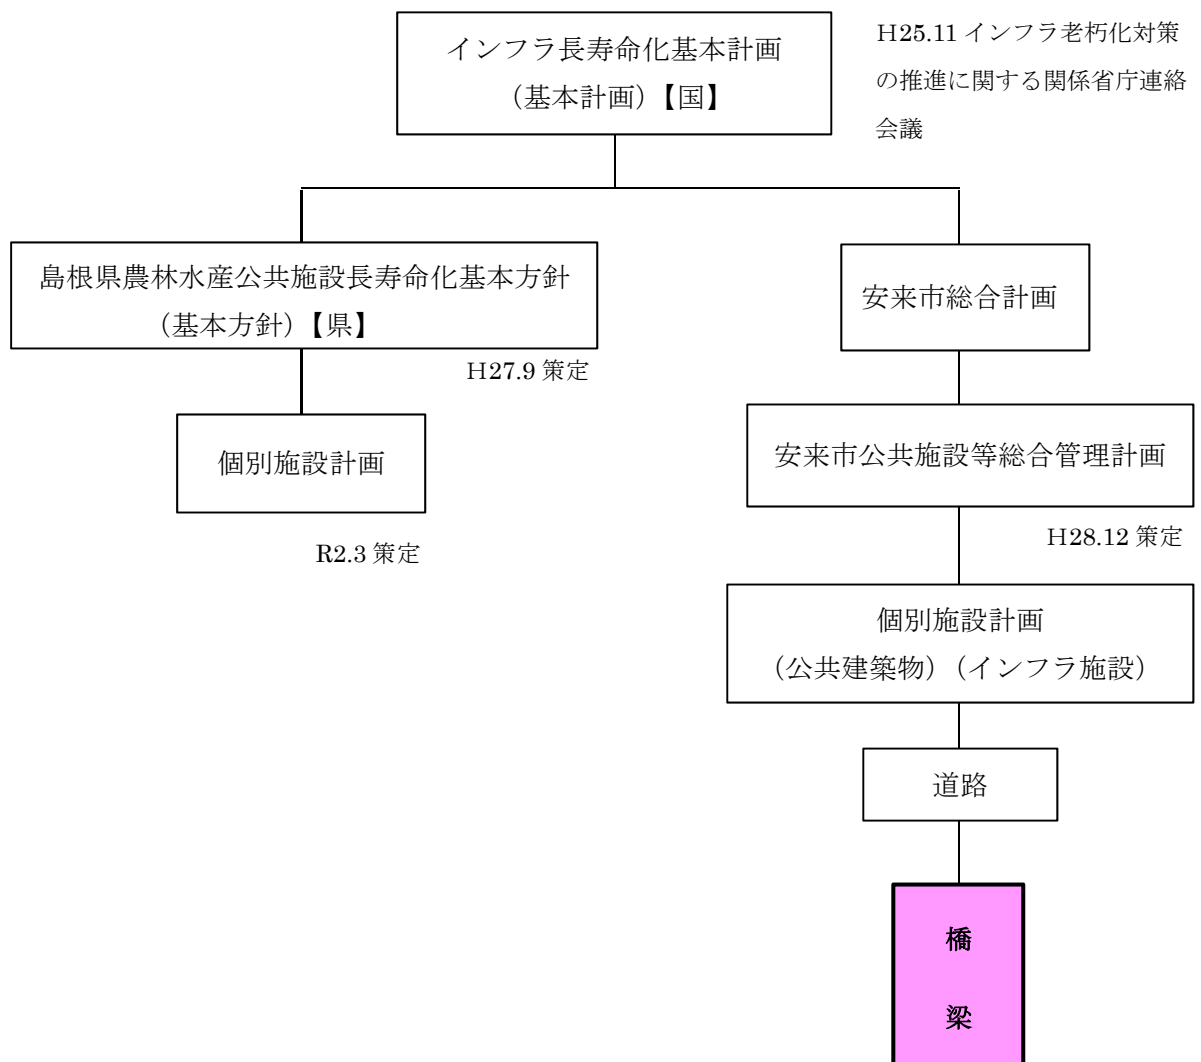 インフラ長寿命化基本計画
（基本計画）【国】
H25.11 インフラ老朽化対策
の推進に関する関係省庁連絡
会議
島根県農林水産公共施設長寿命化基本方針
（基本方針）【県】
H27.9 策定
個別施設計画
R2.3 策定
安来市総合計画
安来市公共施設等総合管理計画
H28.12 策定
個別施設計画
（公共建築物）（インフラ施設）
道路
橋
梁